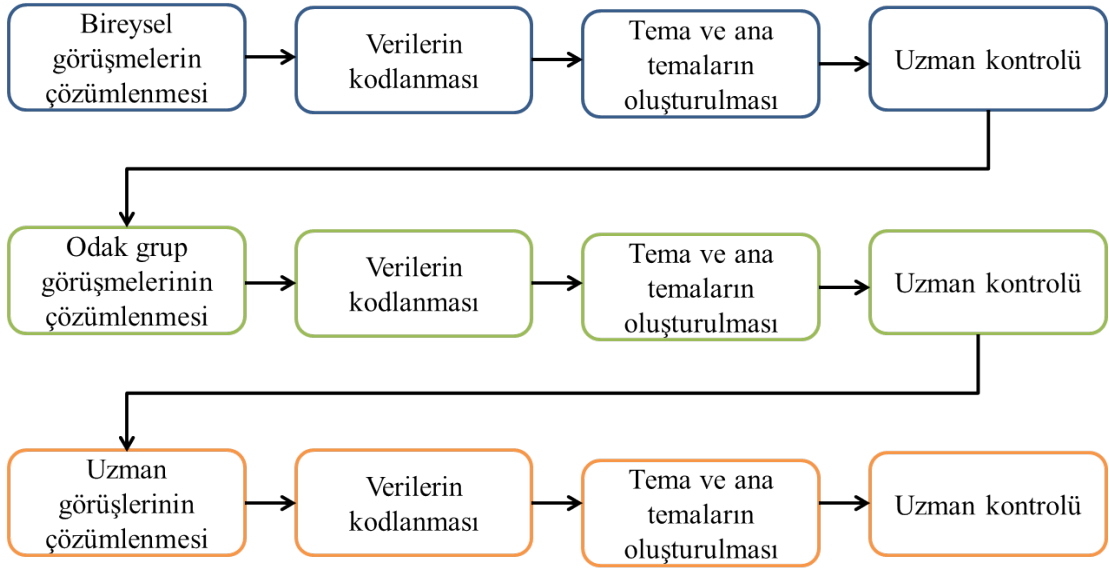 Bireysel
görüşmelerin
çözümlenmesi
Verilerin
kodlanması
Tema ve ana
temaların
oluşturulması
Uzman kontrolü
Odak grup
görüşmelerinin
çözümlenmesi
Verilerin
kodlanması
Tema ve ana
temaların
oluşturulması
Uzman kontrolü
Uzman
görüşlerinin
çözümlenmesi
Verilerin
kodlanması
Tema ve ana
temaların
oluşturulması
Uzman kontrolü